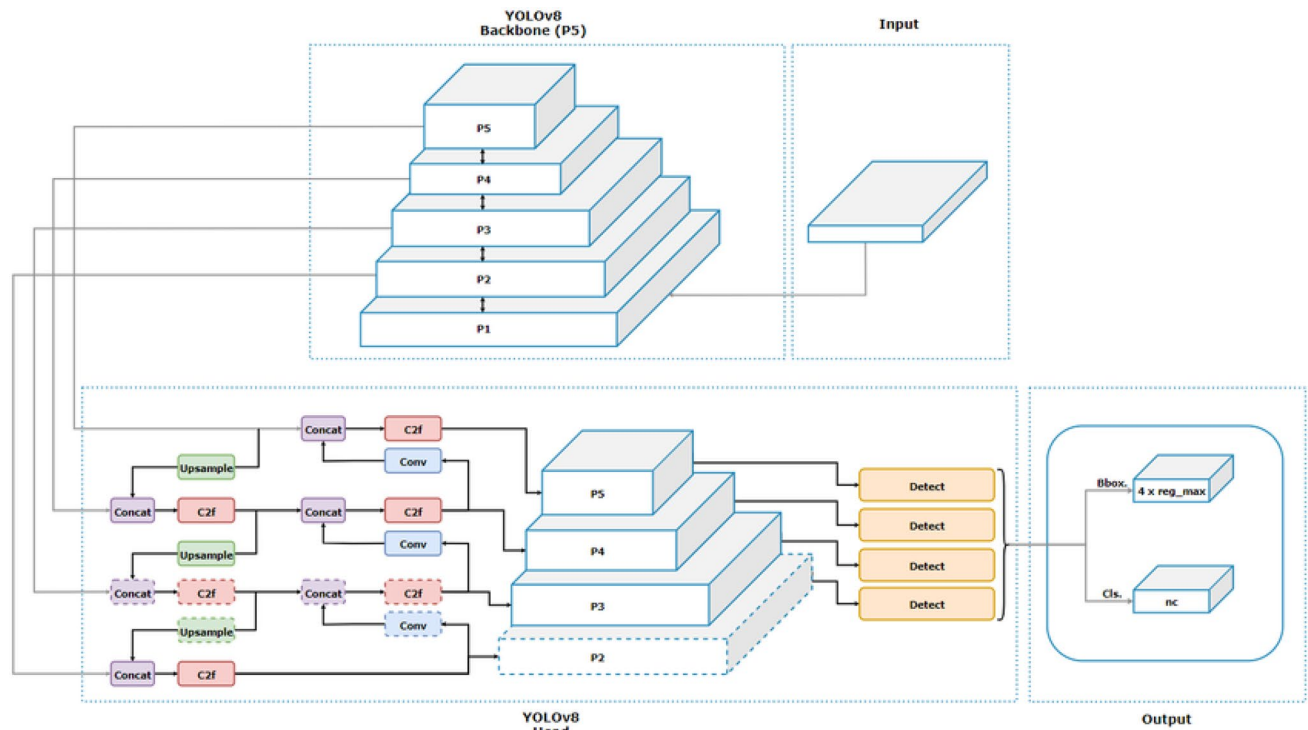 YOLOv8
Backbone (P5)
Input
P5
P4
P3
P2
P1
Concat
C2f
Upsample
Conv
Concat
C2f
Concat
C2f
Upsample
Conv
Concat
C2f
Concat
C2f
Upsample
Conv
Concat
C2f
P5
P4
P3
P2
Detect
Detect
Detect
Detect
Bbox.
4 x reg_max
Cls.
nc
YOLOv8
Head
Output